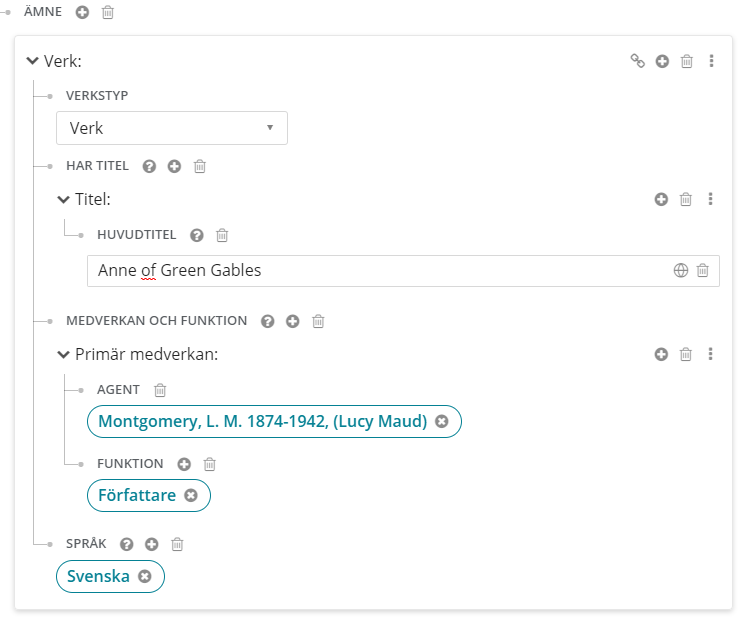 ÄMNE
Verk:
VERKSTYP
Verk
HAR TITEL
Titel:
HUVUDTITEL
Anne of Green Gables
MEDVERKAN OCH FUNKTION
Primär medverkan:
AGENT
Montgomery, L. M. 1874-1942, (Lucy Maud)
FUNKTION
Författare
SPRÅK
Svenska